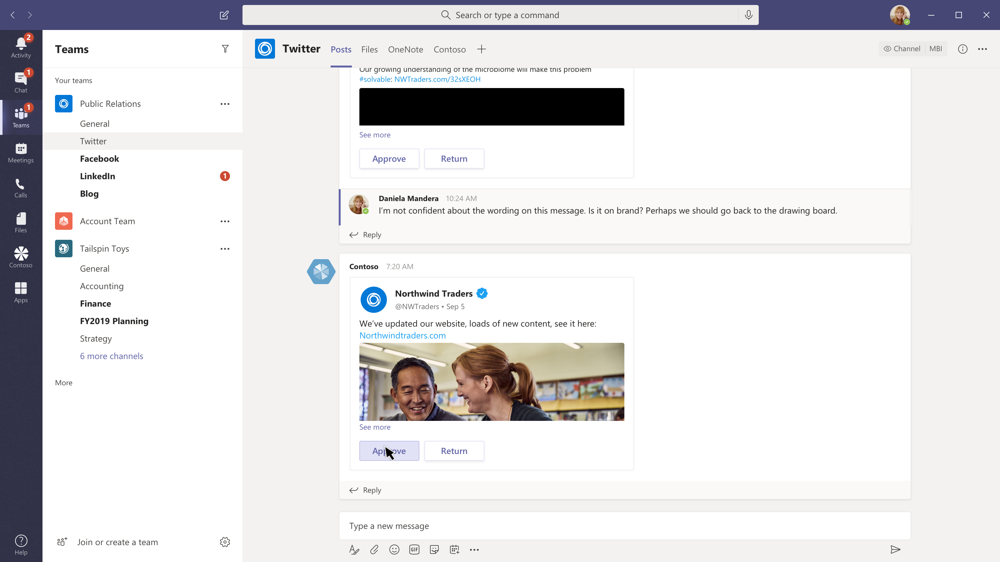 Search or type a command
2
Activity
1
Chat
1
Teams
Meetings
Calls
Files
Contoso
Apps
Help
Teams
Your teams
Public Relations
General
Twitter
Facebook
LinkedIn 1
Blog
Account Team
Tailspin Toys
General
Accounting
Finance
FY2019 Planning
Strategy
6 more channels
More
Join or create a team
Twitter Posts Files OneNote Contoso
Channel MBI
Our growing understanding of the microbiome will make this problem
#solvable: NWTraders.com/32sXEOH
See more
Approve Return
Daniela Mandera 10:24 AM
I’m not confident about the wording on this message. Is it on brand? Perhaps we should go back to the drawing board.
Reply
Contoso 7:20 AM
Northwind Traders
@NWTraders • Sep 5
We’ve updated our website, loads of new content, see it here:
Northwindtraders.com
See more
Approve Return
Reply
Type a new message
GIF